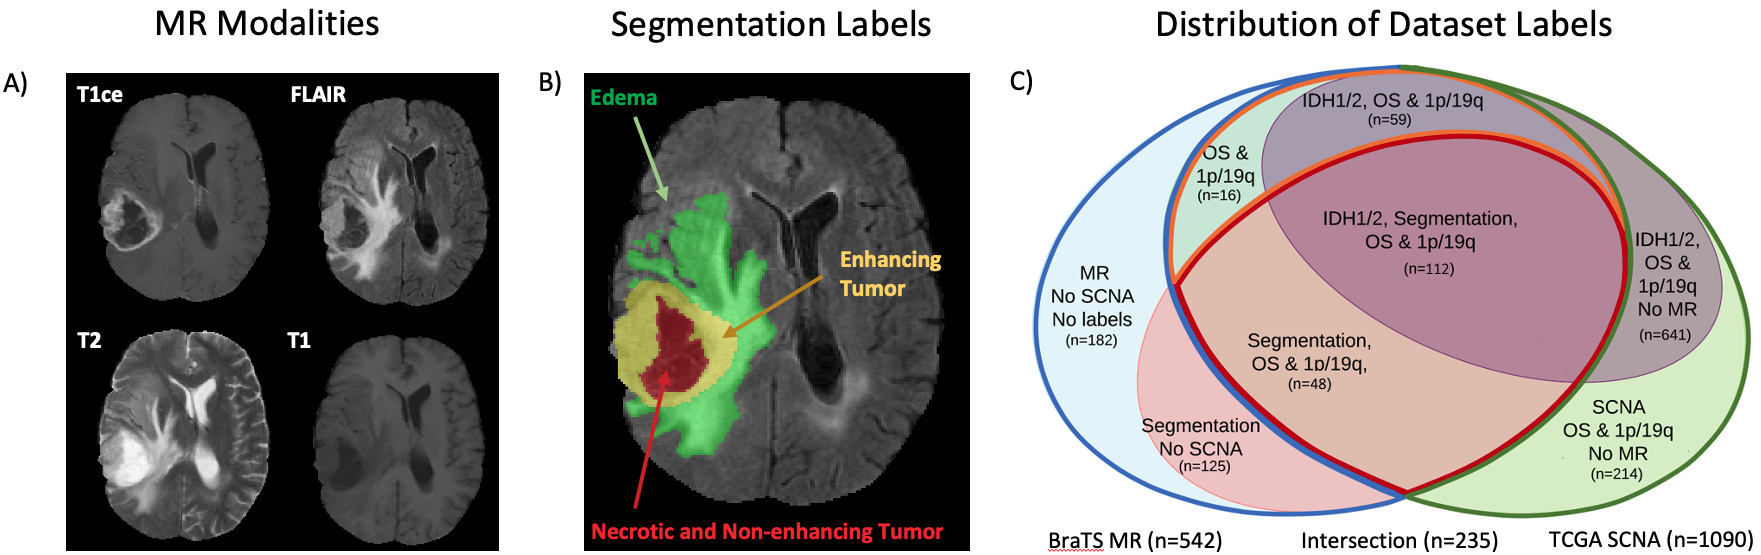 MR Modalities
Segmentation Labels
Distribution of Dataset Labels
A)
T1ce
FLAIR
T2
T1
B)
Edema
Enhancing
Tumor
Necrotic and Non-enhancing Tumor
C)
IDH1/2, OS & 1p/19q
(n=59)
OS &
1p/19q
(n=16)
IDH1/2, Segmentation,
OS & 1p/19q
(n=112)
IDH1/2,
OS &
1p/19q
No MR
(n=641)
MR
No SCNA
No labels
(n=182)
Segmentation,
OS & 1p/19q,
(n=48)
Segmentation
No SCNA
(n=125)
SCNA
OS & 1p/19q
No MR
(n=214)
BraTS MR (n=542)
Intersection (n=235)
TCGA SCNA (n=1090)